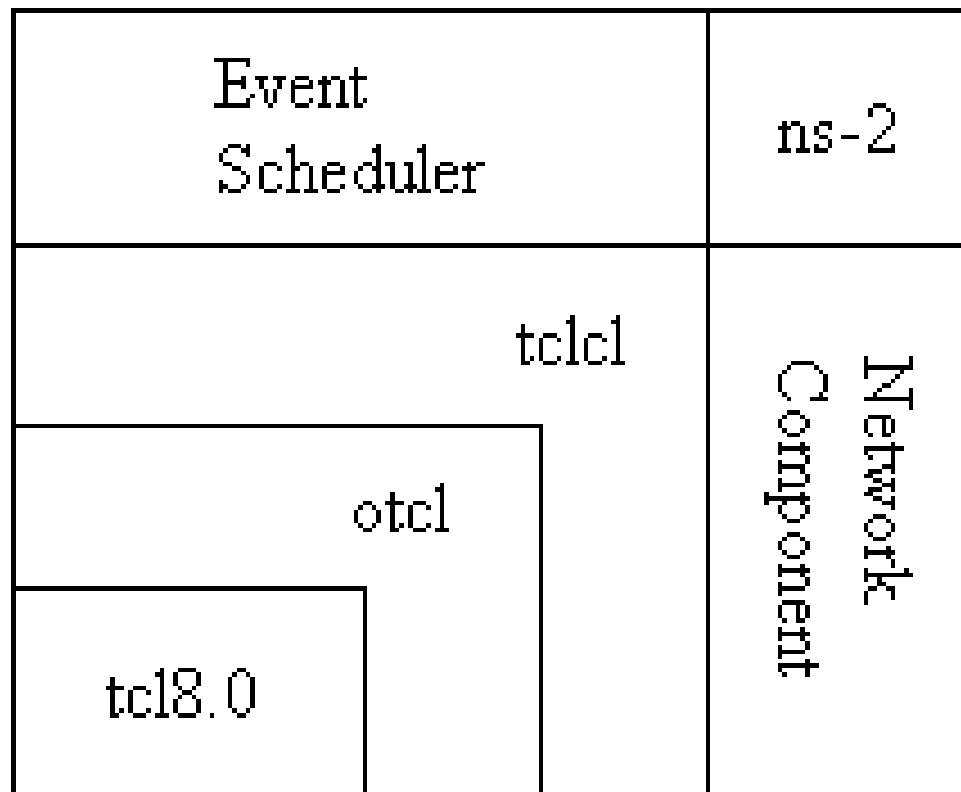 Event
Scheduler
ns-2
tclcl
Network
Component
otcl
tcl8.0